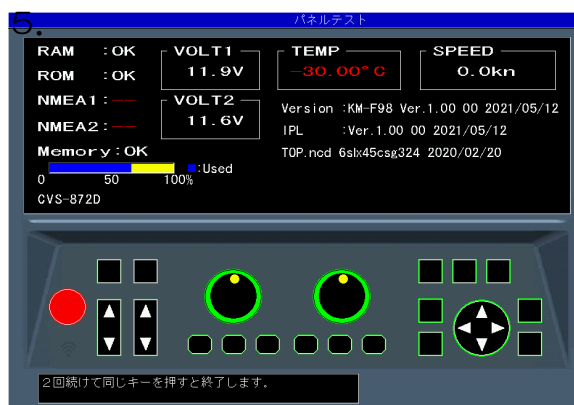 5.
パネルテスト
RAM :OK
ROM :OK
NMEA1:--
NMEA2:--
Memory:OK
■:Used
0 50 100%
CVS-872D
VOLT1
11.9V
VOLT2
11.6V
TEMP
-30.00°C
SPEED
0.0kn
Version :KM-F98 Ver.1.00 00 2021/05/12
IPL :Ver.1.00 00 2021/05/12
TOP.ncd 6slx45csg324 2020/02/20
2回続けて同じキーを押すと終了します。